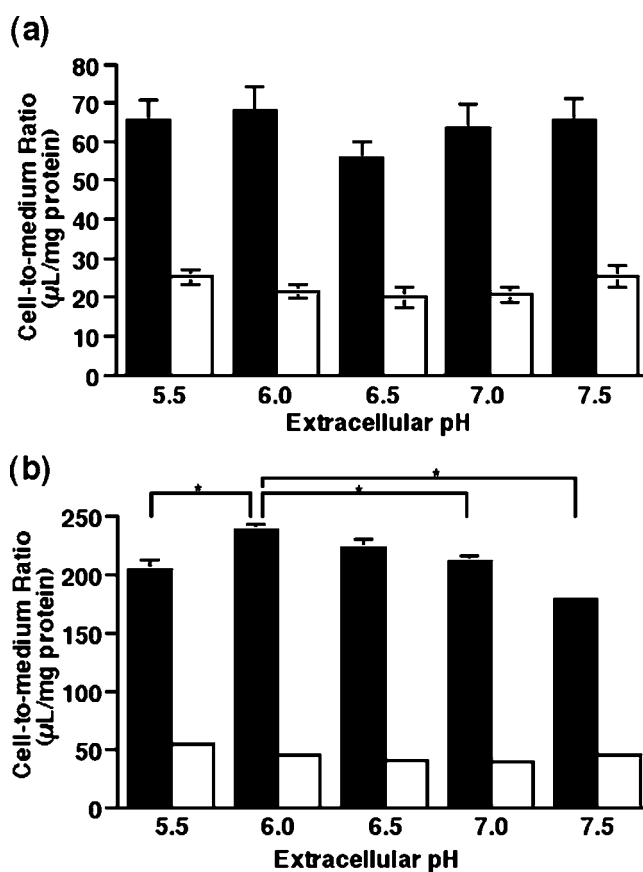 (a)
Cell-to-medium Ratio
(µL/mg protein)
80
70
60
50
40
30
20
10
0
5.5 6.0 6.5 7.0 7.5
Extracellular pH
(b)
* * *
Cell-to-medium Ratio
(µL/mg protein)
250
200
150
100
50
0
5.5 6.0 6.5 7.0 7.5
Extracellular pH